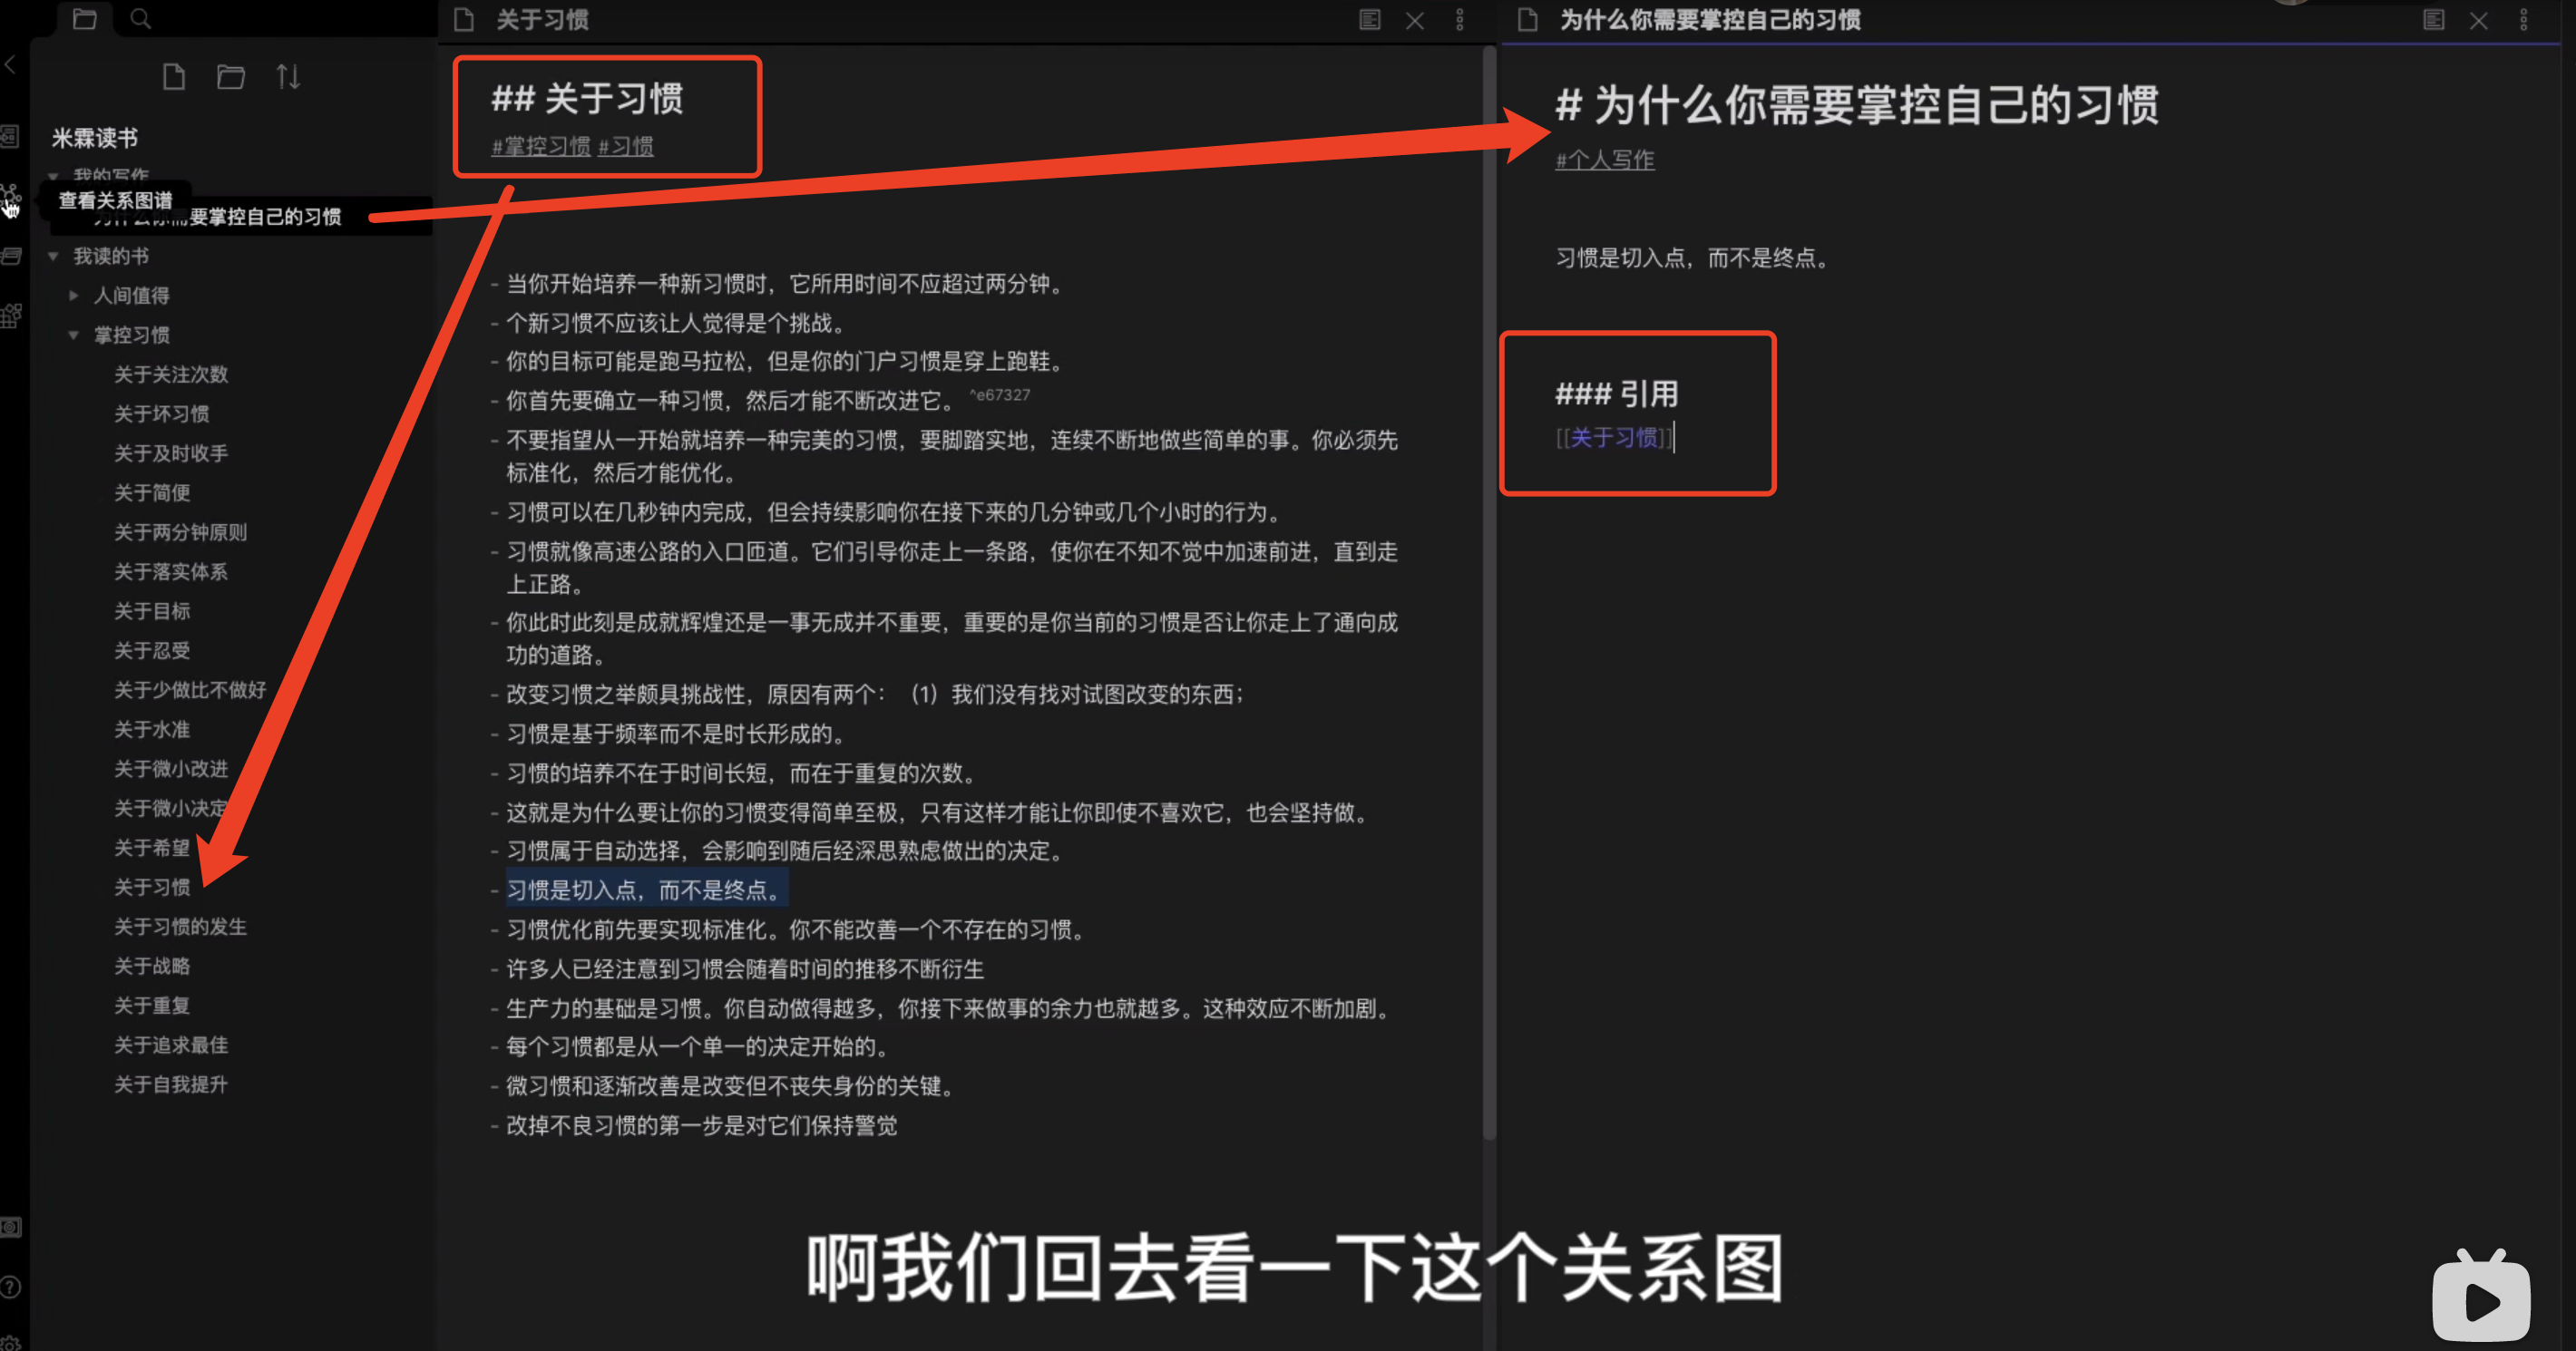 关于习惯
为什么你需要掌控自己的习惯
米霖读书
我的写作
查看关系图谱
为什么你需要掌控自己的习惯
我读的书
人间值得
掌控习惯
关于关注次数
关于坏习惯
关于及时收手
关于简便
关于两分钟原则
关于落实体系
关于目标
关于忍受
关于少做比不做好
关于水准
关于微小改进
关于微小决定
关于希望
关于习惯
关于习惯的发生
关于战略
关于重复
关于追求最佳
关于自我提升
## 关于习惯
#掌控习惯 #习惯
- 当你开始培养一种新习惯时，它所用时间不应超过两分钟。
- 个新习惯不应该让人觉得是个挑战。
- 你的目标可能是跑马拉松，但是你的门户习惯是穿上跑鞋。
- 你首先要确立一种习惯，然后才能不断改进它。 ^e67327
- 不要指望从一开始就培养一种完美的习惯，要脚踏实地，连续不断地做些简单的事。你必须先
标准化，然后才能优化。
- 习惯可以在几秒钟内完成，但会持续影响你在接下来的几分钟或几个小时的行为。
- 习惯就像高速公路的入口匝道。它们引导你走上一条路，使你在不知不觉中加速前进，直到走
上正路。
- 你此时此刻是成就辉煌还是一事无成并不重要，重要的是你当前的习惯是否让你走上了通向成
功的道路。
- 改变习惯之举颇具挑战性，原因有两个：（1）我们没有找对试图改变的东西；
- 习惯是基于频率而不是时长形成的。
- 习惯的培养不在于时间长短，而在于重复的次数。
- 这就是为什么要让你的习惯变得简单至极，只有这样才能让你即使不喜欢它，也会坚持做。
- 习惯属于自动选择，会影响到随后经深思熟虑做出的决定。
- 习惯是切入点，而不是终点。
- 习惯优化前先要实现标准化。你不能改善一个不存在的习惯。
- 许多人已经注意到习惯会随着时间的推移不断衍生
- 生产力的基础是习惯。你自动做得越多，你接下来做事的余力也就越多。这种效应不断加剧。
- 每个习惯都是从一个单一的决定开始的。
- 微习惯和逐渐改善是改变但不丧失身份的关键。
- 改掉不良习惯的第一步是对它们保持警觉
# 为什么你需要掌控自己的习惯
#个人写作
习惯是切入点，而不是终点。
### 引用
[[关于习惯]]
啊我们回去看一下这个关系图